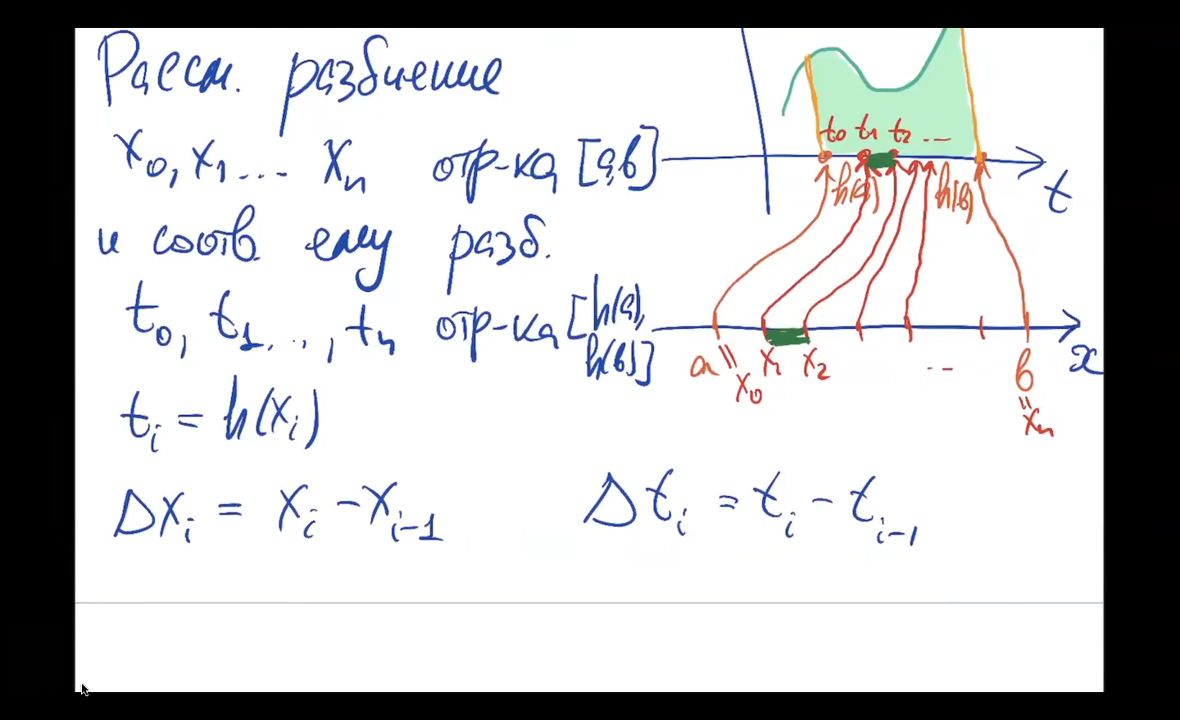 Рассм. разбиение
x₀, x₁ ... xₙ отр-ка [a,b]
и соотв. ему разб.
t₀, t₁, ..., tₙ отр-ка [h(a), h(b)]
tᵢ = h(xᵢ)
Δxᵢ = xᵢ - xᵢ₋₁ Δtᵢ = tᵢ - tᵢ₋₁
t₀ t₁ t₂ ...
h(a) h(b) t
a x₁ x₂ ... b x
= x₀ = xₙ